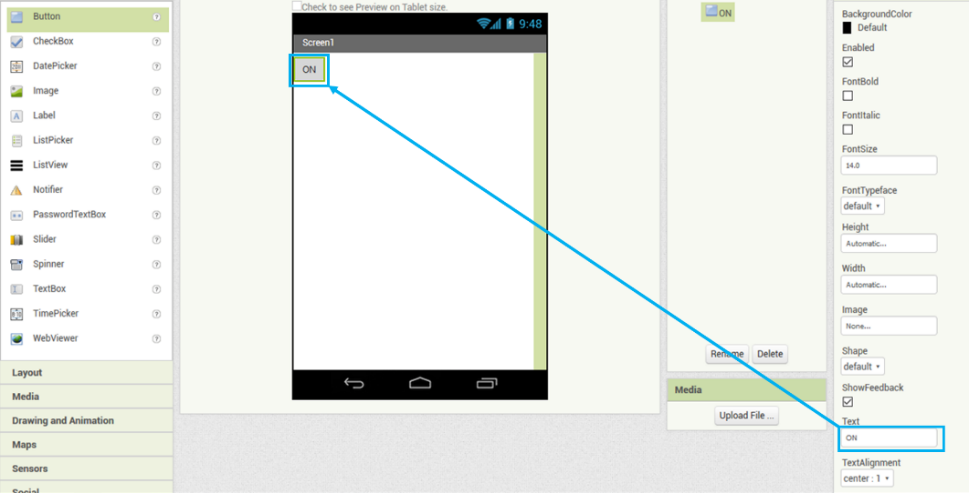 Button
CheckBox
DatePicker
Image
Label
ListPicker
ListView
Notifier
PasswordTextBox
Slider
Spinner
TextBox
TimePicker
WebViewer
Layout
Media
Drawing and Animation
Maps
Sensors
Social
Check to see Preview on Tablet size.
9:48
Screen1
ON
ON
Rename
Delete
Media
Upload File ...
BackgroundColor
Default
Enabled
FontBold
FontItalic
FontSize
14.0
FontTypeface
default
Height
Automatic...
Width
Automatic...
Image
None...
Shape
default
ShowFeedback
Text
ON
TextAlignment
center : 1